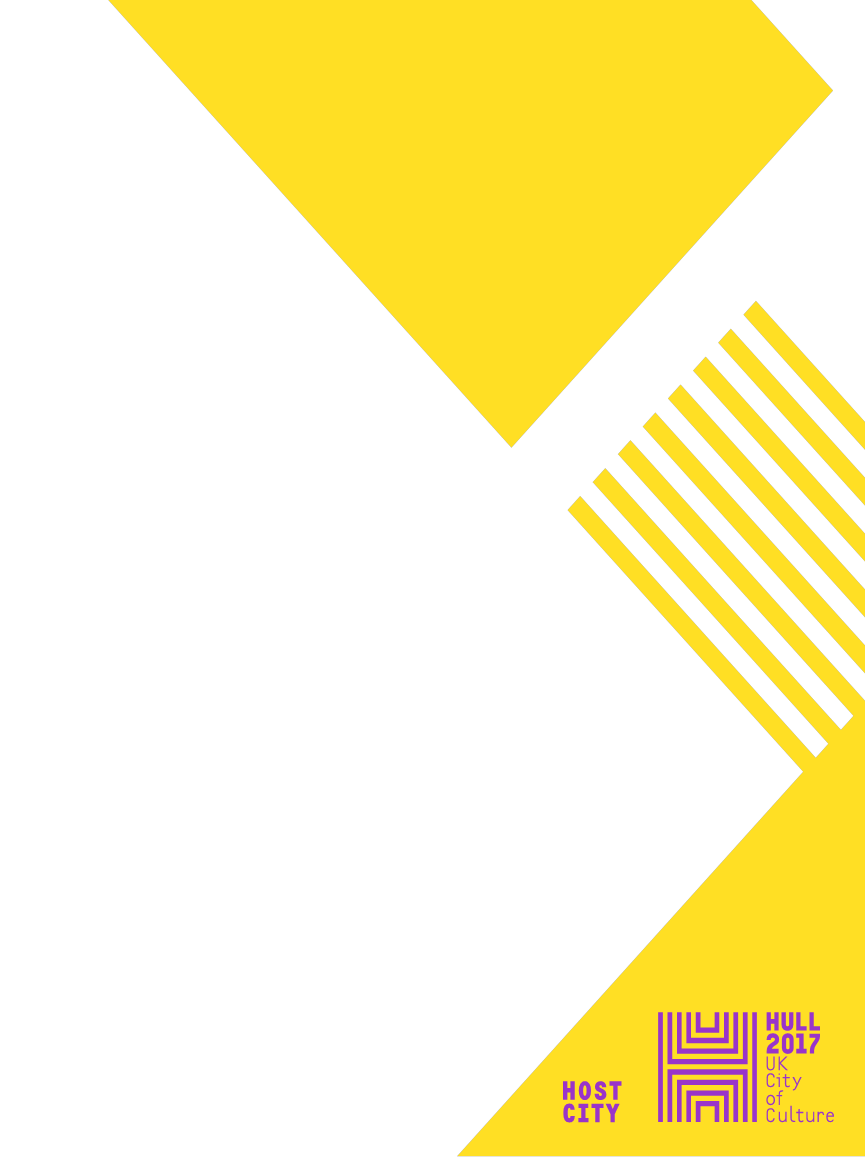 HOST
CITY
HULL
2017
UK
City
of
Culture